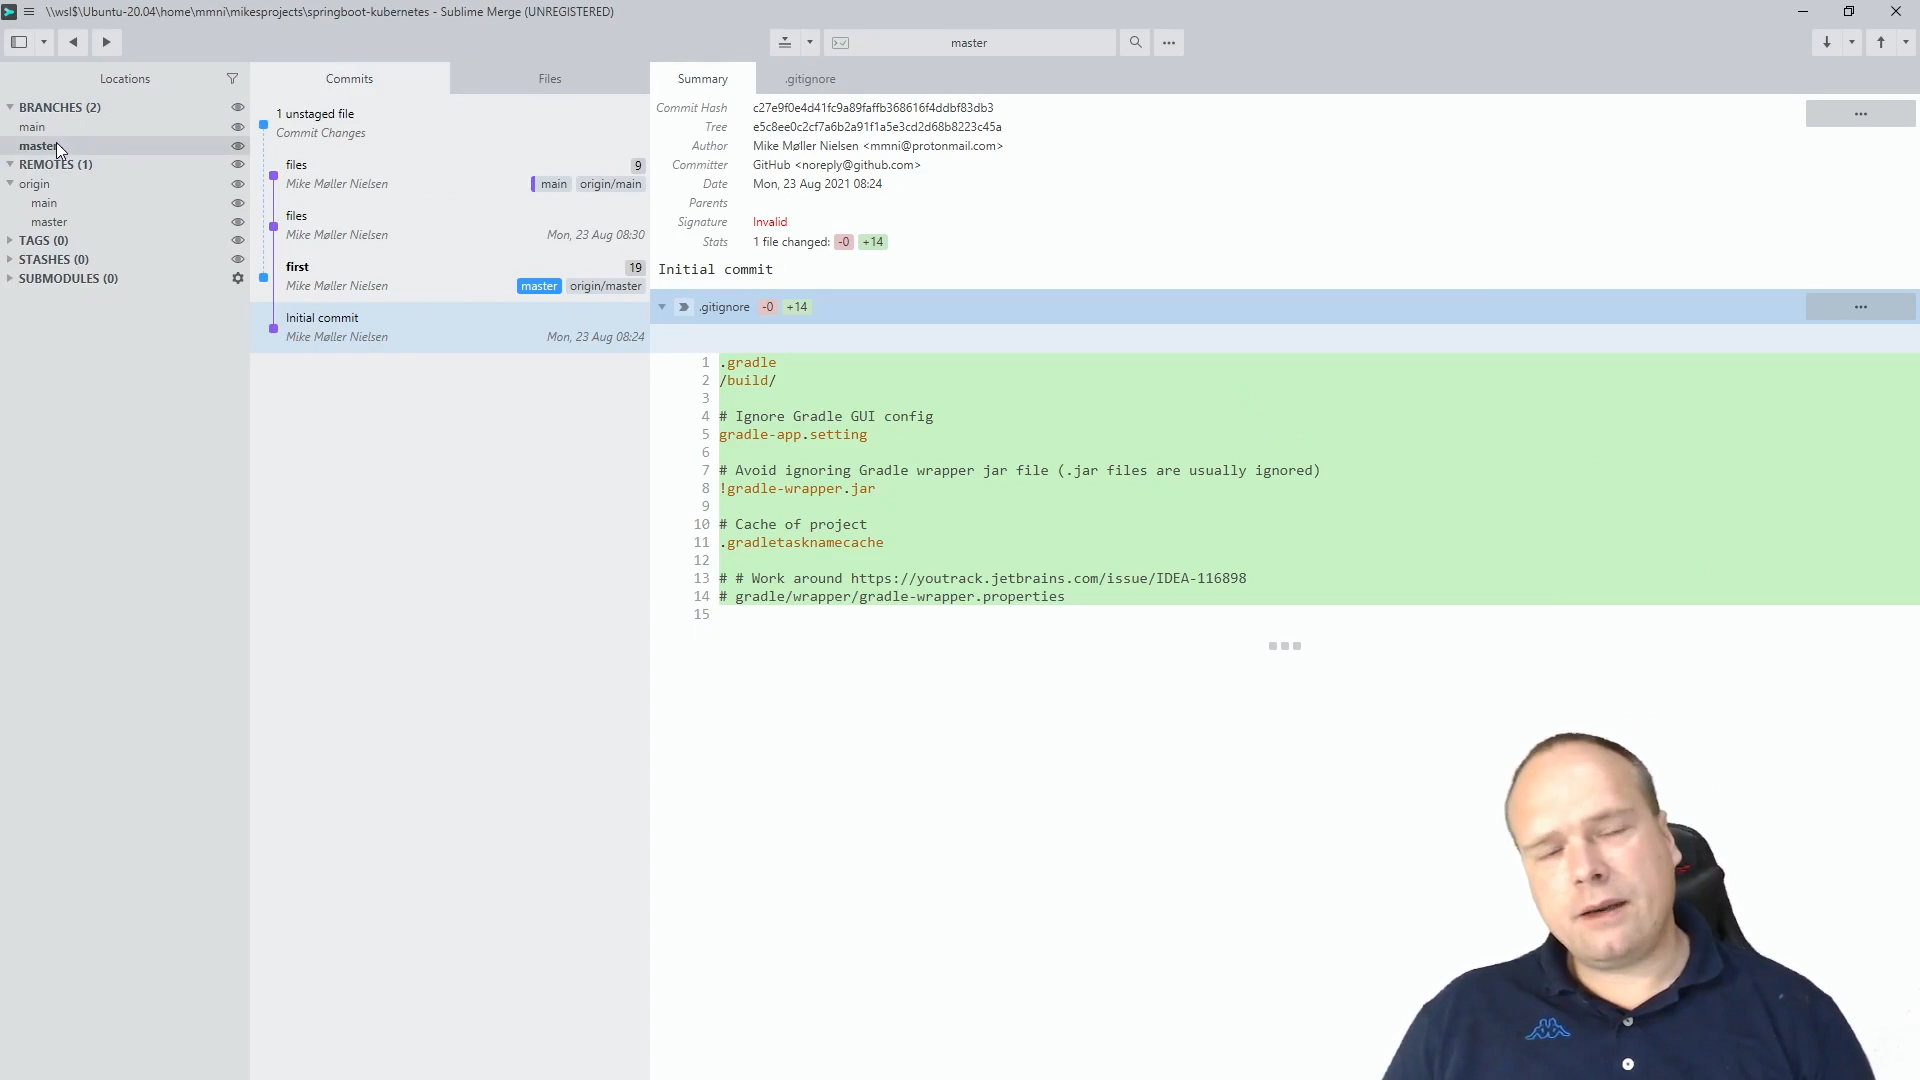 \\wsl$\Ubuntu-20.04\home\mmni\mikesprojects\springboot-kubernetes - Sublime Merge (UNREGISTERED)
master
Locations
BRANCHES (2)
main
master
REMOTES (1)
origin
main
master
TAGS (0)
STASHES (0)
SUBMODULES (0)
Commits
Files
1 unstaged file
Commit Changes
files 9
Mike Møller Nielsen main origin/main
files
Mike Møller Nielsen Mon, 23 Aug 08:30
first 19
Mike Møller Nielsen master origin/master
Initial commit
Mike Møller Nielsen Mon, 23 Aug 08:24
Summary
.gitignore
Commit Hash c27e9f0e4d41fc9a89faffb368616f4ddbf83db3
Tree e5c8ee0c2cf7a6b2a91f1a5e3cd2d68b8223c45a
Author Mike Møller Nielsen <mmni@protonmail.com>
Committer GitHub <noreply@github.com>
Date Mon, 23 Aug 2021 08:24
Parents
Signature Invalid
Stats 1 file changed: -0 +14
Initial commit
.gitignore -0 +14
1 .gradle
2 /build/
3
4 # Ignore Gradle GUI config
5 gradle-app.setting
6
7 # Avoid ignoring Gradle wrapper jar file (.jar files are usually ignored)
8 !gradle-wrapper.jar
9
10 # Cache of project
11 .gradletasknamecache
12
13 # # Work around https://youtrack.jetbrains.com/issue/IDEA-116898
14 # gradle/wrapper/gradle-wrapper.properties
15